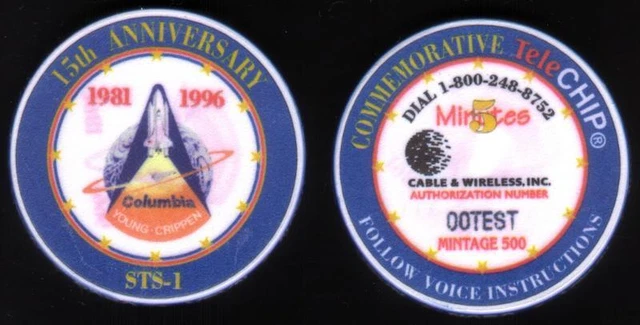 15th ANNIVERSARY
1981 1996
Columbia
YOUNG-CRIPPEN
STS-1
COMMEMORATIVE TeleCHIP®
DIAL 1-800-248-8752
5
Minutes
CABLE & WIRELESS, INC.
AUTHORIZATION NUMBER
00TEST
MINTAGE 500
FOLLOW VOICE INSTRUCTIONS